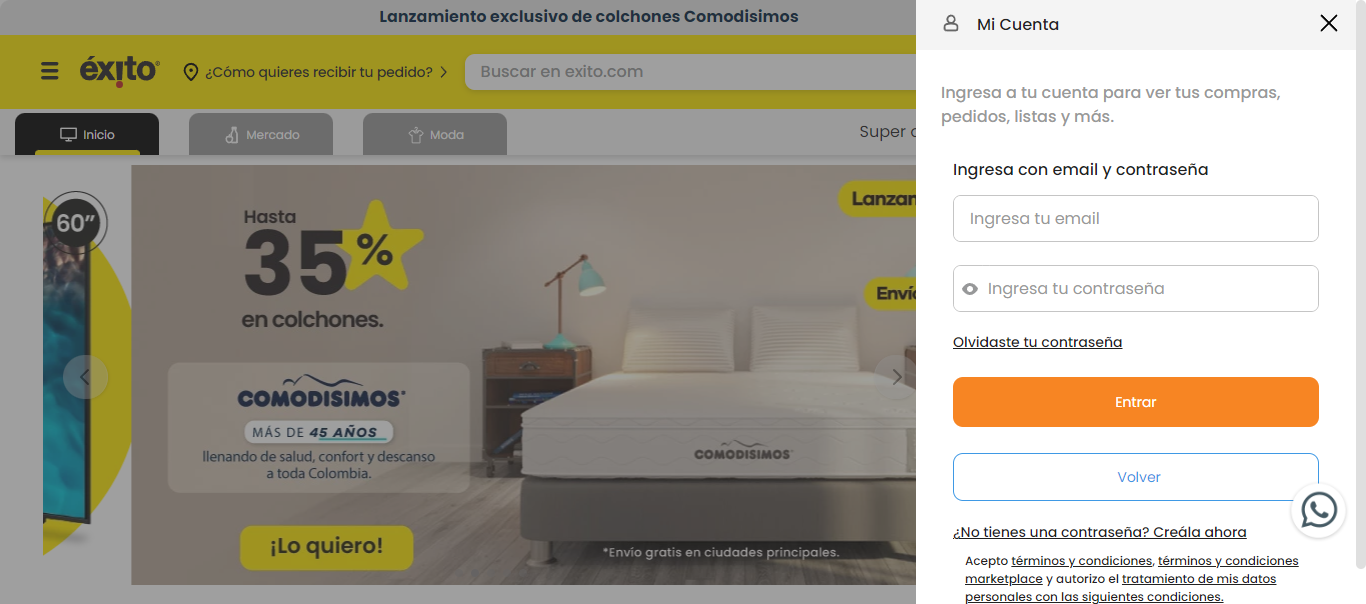 Lanzamiento exclusivo de colchones Comodisimos
éxito
¿Cómo quieres recibir tu pedido?
Buscar en exito.com
Inicio
Mercado
Moda
Super
60”
Hasta
35%
en colchones.
COMODISIMOS
MÁS DE 45 AÑOS
llenando de salud, confort y descanso
a toda Colombia.
¡Lo quiero!
COMODISIMOS
*Envío gratis en ciudades principales.
Mi Cuenta
Ingresa a tu cuenta para ver tus compras,
pedidos, listas y más.
Ingresa con email y contraseña
Ingresa tu email
Ingresa tu contraseña
Olvidaste tu contraseña
Entrar
Volver
¿No tienes una contraseña? Creála ahora
Acepto términos y condiciones, términos y condiciones
marketplace y autorizo el tratamiento de mis datos
personales con las siguientes condiciones.